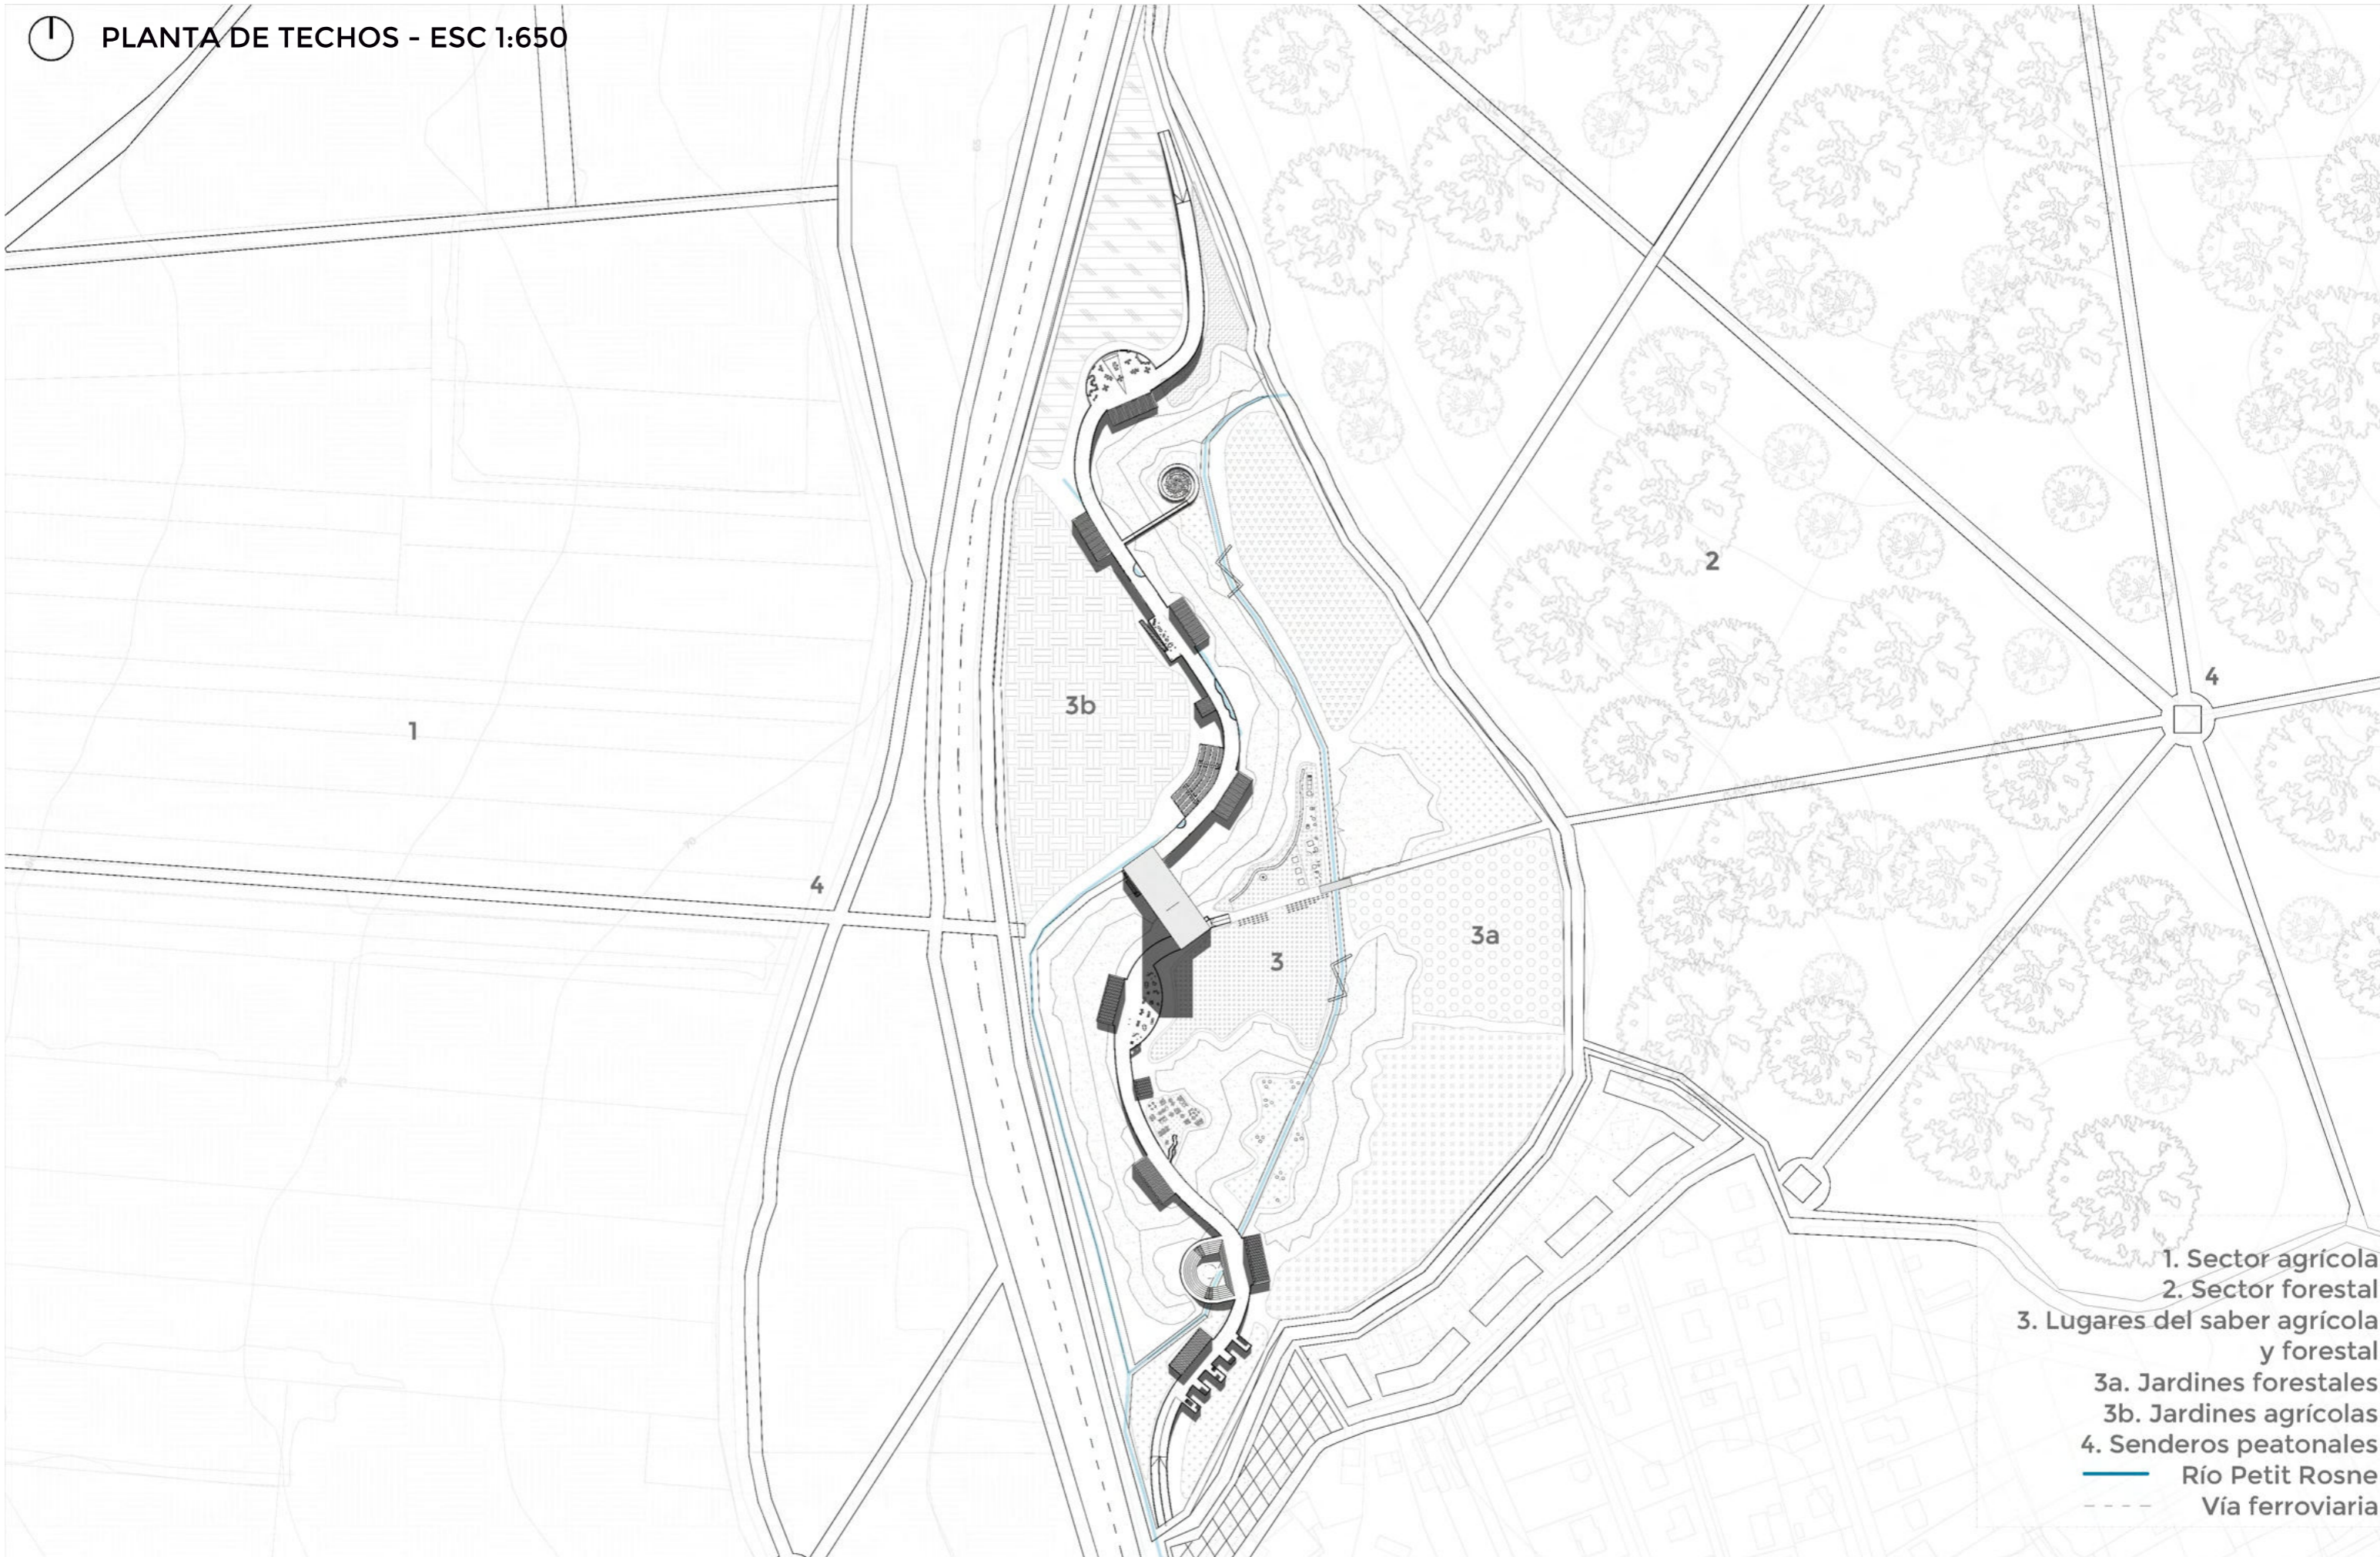 PLANTA DE TECHOS - ESC 1:650
2
4
3b
1
4
3a
3
1. Sector agrícola
2. Sector forestal
3. Lugares del saber agrícola
y forestal
3a. Jardines forestales
3b. Jardines agrícolas
4. Senderos peatonales
Río Petit Rosne
Vía ferroviaria